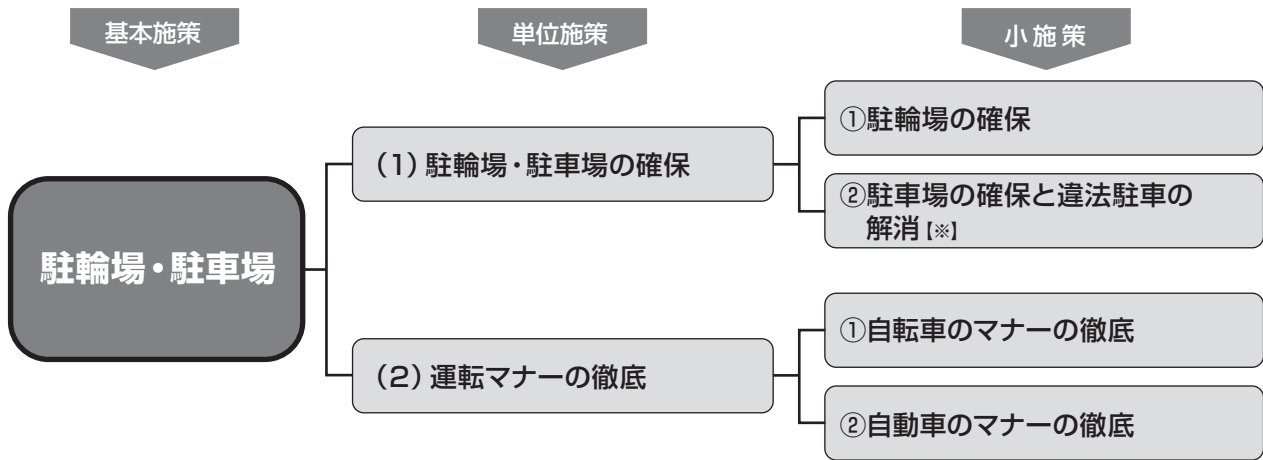 基本施策
単位施策
小施策
駐輪場・駐車場
(1)駐輪場・駐車場の確保
①駐輪場の確保
②駐車場の確保と違法駐車の
解消【※】
(2)運転マナーの徹底
①自転車のマナーの徹底
②自動車のマナーの徹底